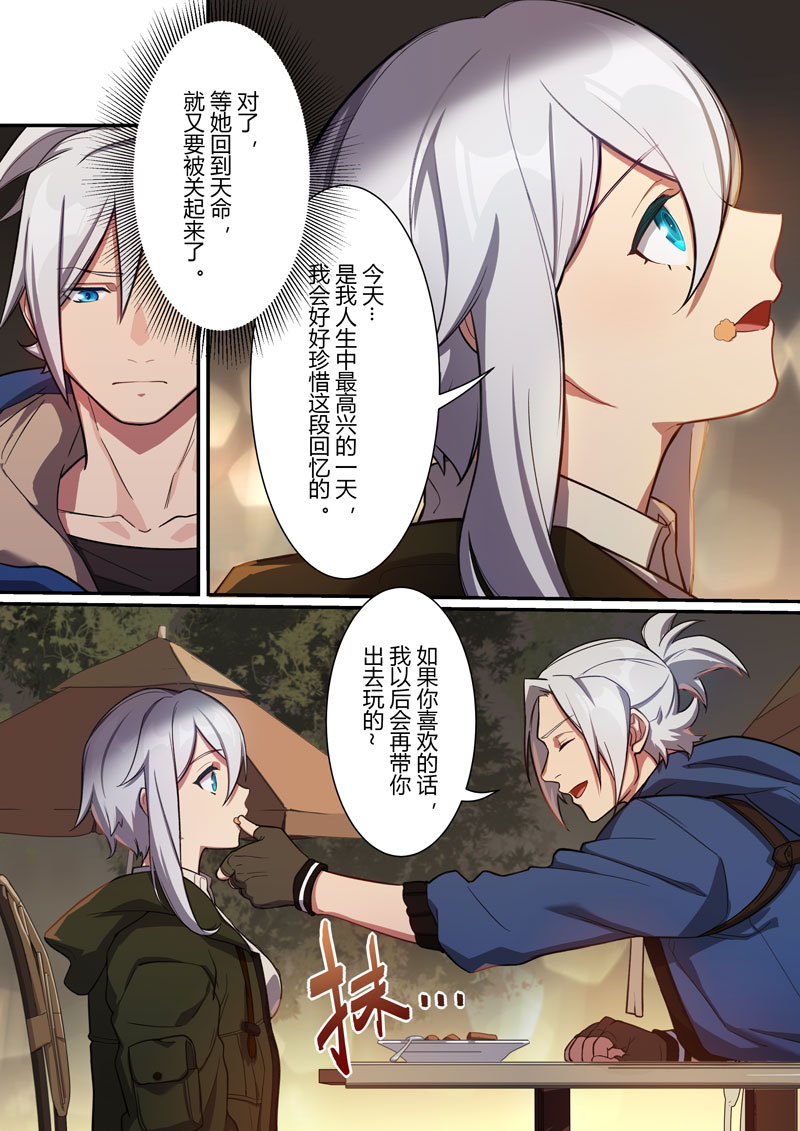 今天…
是我人生中最高兴的一天，
我会好好珍惜这段回忆的。
对了，
等她回到天命，
就又要被关起来了。
如果你喜欢的话，
我以后会再带你
出去玩的~
抹…